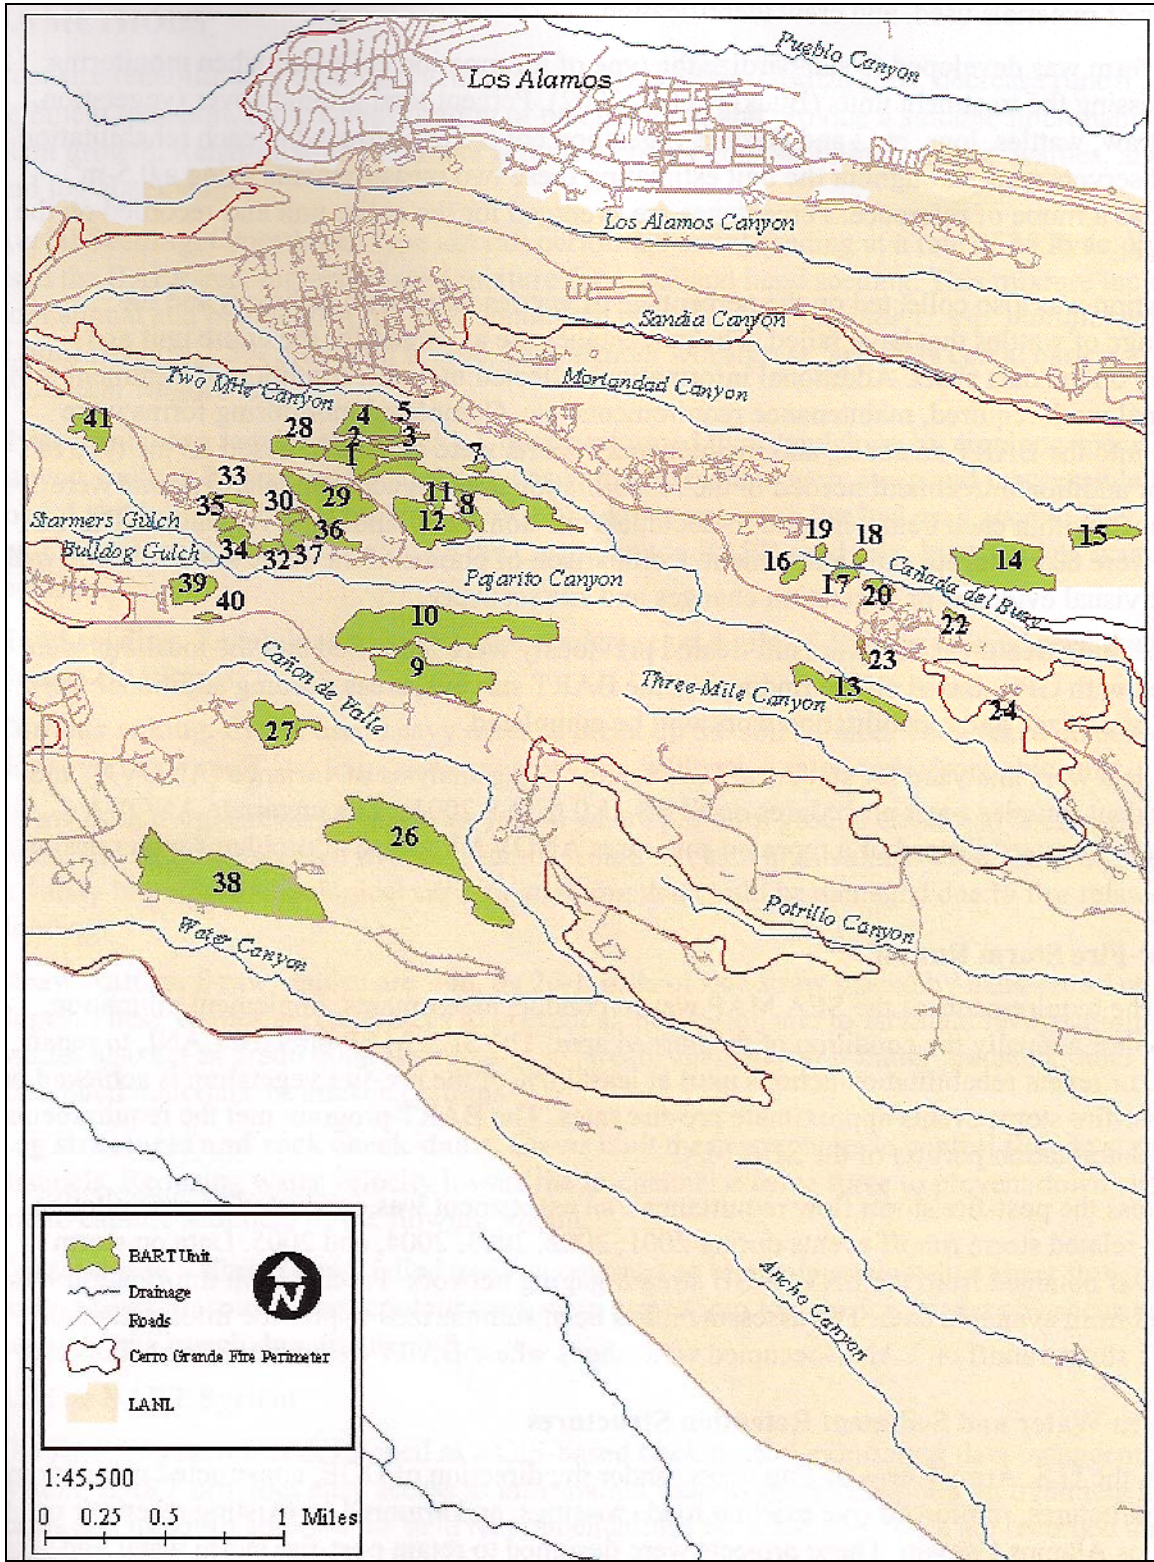 Pueblo Canyon
Los Alamos
Los Alamos Canyon
Sandia Canyon
Two Mile Canyon
Mortandad Canyon
41
4
5
28
2
3
1
7
33
30
29
11
8
35
36
12
Starmers Gulch
Bulldog Gulch
34
32
37
19
18
15
16
17
14
Cañada del Buey
20
39
40
Pajarito Canyon
10
22
23
9
Cañon de Valle
Three-Mile Canyon
13
24
27
26
38
Potrillo Canyon
Water Canyon
Ancho Canyon
BART Unit
Drainage
N
Roads
Cerro Grande Fire Perimeter
LANL
1:45,500
0 0.25 0.5 1 Miles